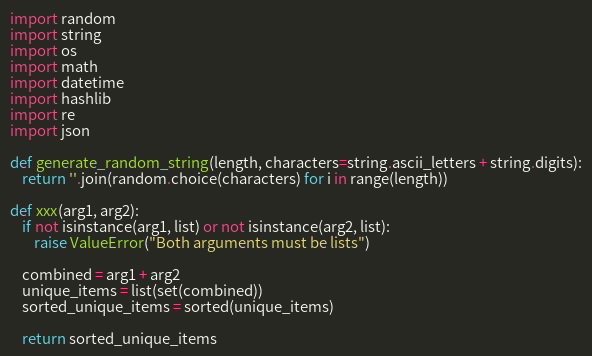 import random
import string
import os
import math
import datetime
import hashlib
import re
import json
def generate_random_string(length, characters=string.ascii_letters + string.digits):
return ''.join(random.choice(characters) for i in range(length))
def xxx(arg1, arg2):
if not isinstance(arg1, list) or not isinstance(arg2, list):
raise ValueError("Both arguments must be lists")
combined = arg1 + arg2
unique_items = list(set(combined))
sorted_unique_items = sorted(unique_items)
return sorted_unique_items